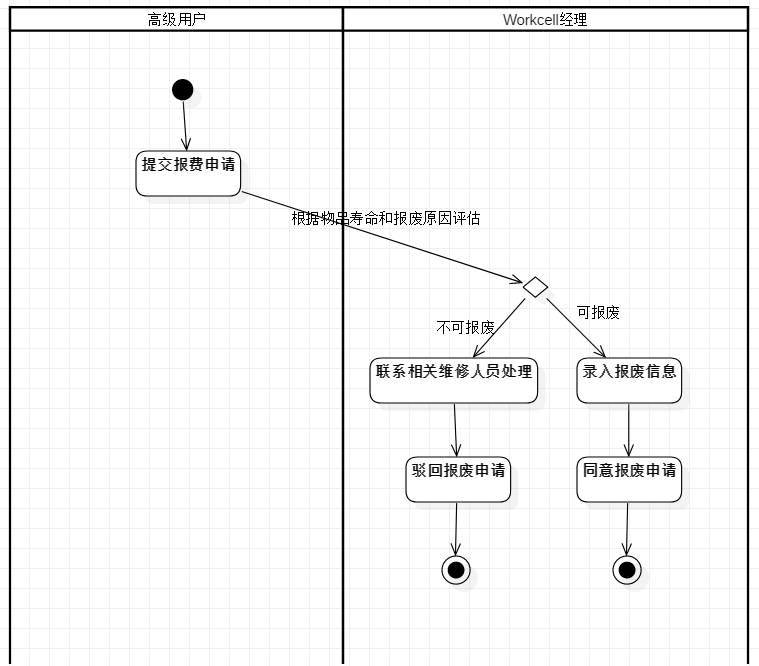 高级用户
Workcell经理
提交报费申请
根据物品寿命和报废原因评估
不可报废
可报废
联系相关维修人员处理
录入报废信息
驳回报废申请
同意报废申请